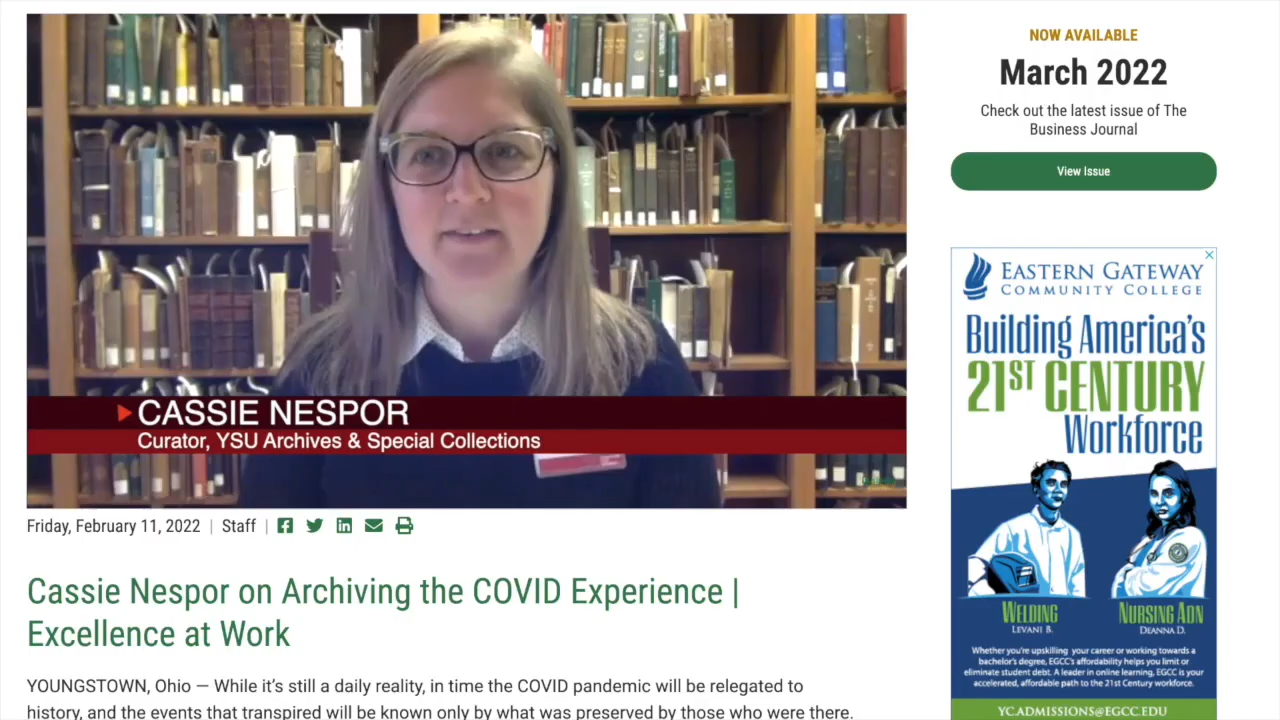 CASSIE NESPOR
Curator, YSU Archives & Special Collections
Friday, February 11, 2022 | Staff |
Cassie Nespor on Archiving the COVID Experience |
Excellence at Work
YOUNGSTOWN, Ohio — While it's still a daily reality, in time the COVID pandemic will be relegated to
history, and the events that transpired will be known only by what was preserved by those who were there.
NOW AVAILABLE
March 2022
Check out the latest issue of The
Business Journal
View Issue
EASTERN GATEWAY
COMMUNITY COLLEGE
Building America's
21ST CENTURY
Workforce
WELDING
LEVANI B.
NURSING ADN
DEANNA D.
Whether you're upskilling your career or working towards a
bachelor's degree, EGCC's affordability helps you limit or
eliminate student debt. A leader in online learning, EGCC is your
accelerated, affordable path to the 21st Century workforce.
YCADMISSIONS@EGCC.EDU